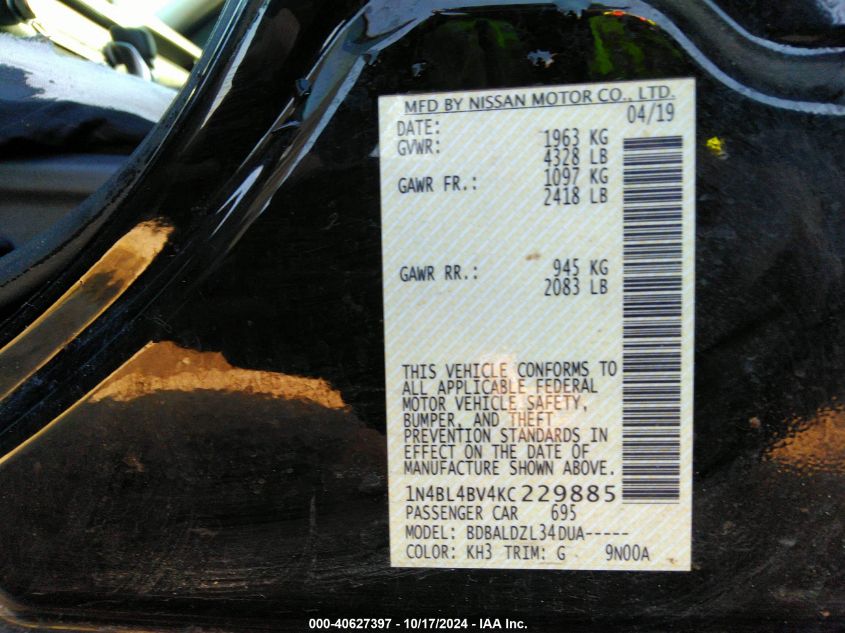 MFD BY NISSAN MOTOR CO., LTD.
DATE: 04/19
GVWR: 1963 KG
4328 LB
GAWR FR.: 1097 KG
2418 LB
GAWR RR.: 945 KG
2083 LB
THIS VEHICLE CONFORMS TO
ALL APPLICABLE FEDERAL
MOTOR VEHICLE SAFETY,
BUMPER, AND THEFT
PREVENTION STANDARDS IN
EFFECT ON THE DATE OF
MANUFACTURE SHOWN ABOVE.
1N4BL4BV4KC229885
PASSENGER CAR 695
MODEL: BDBALDZL34DUA-----
COLOR: KH3 TRIM: G 9N00A
000-40627397 - 10/17/2024 - IAA Inc.